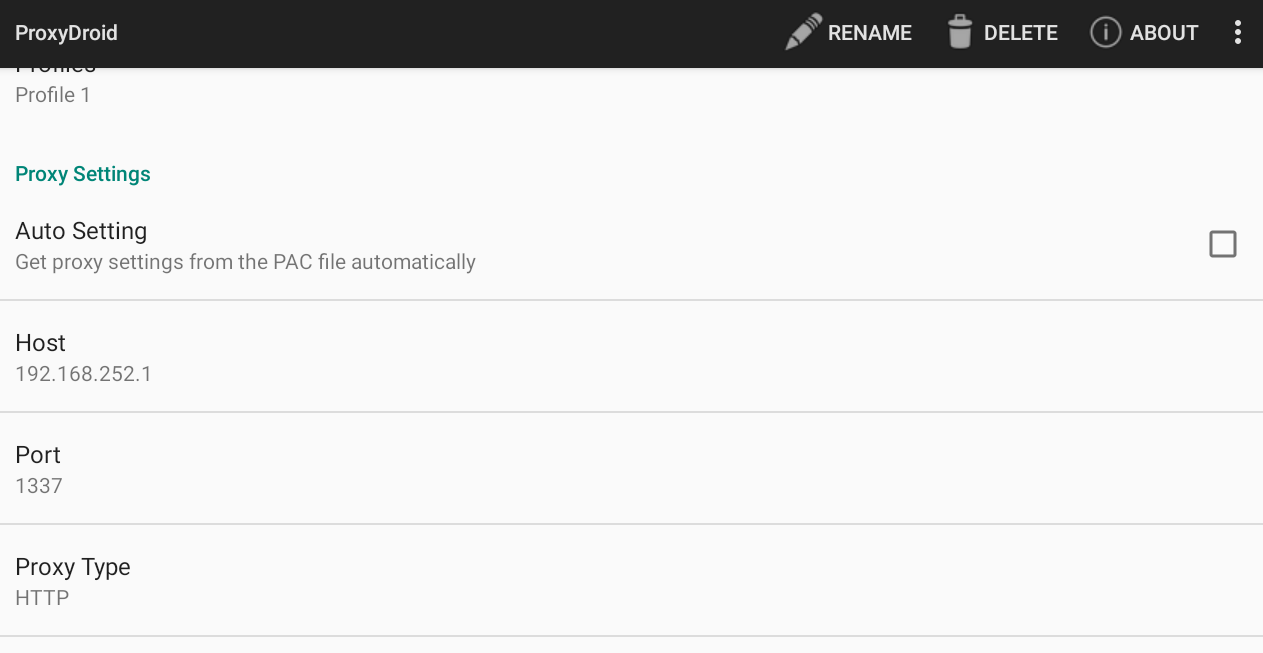 ProxyDroid
RENAME
DELETE
ABOUT
Profiles
Profile 1
Proxy Settings
Auto Setting
Get proxy settings from the PAC file automatically
Host
192.168.252.1
Port
1337
Proxy Type
HTTP